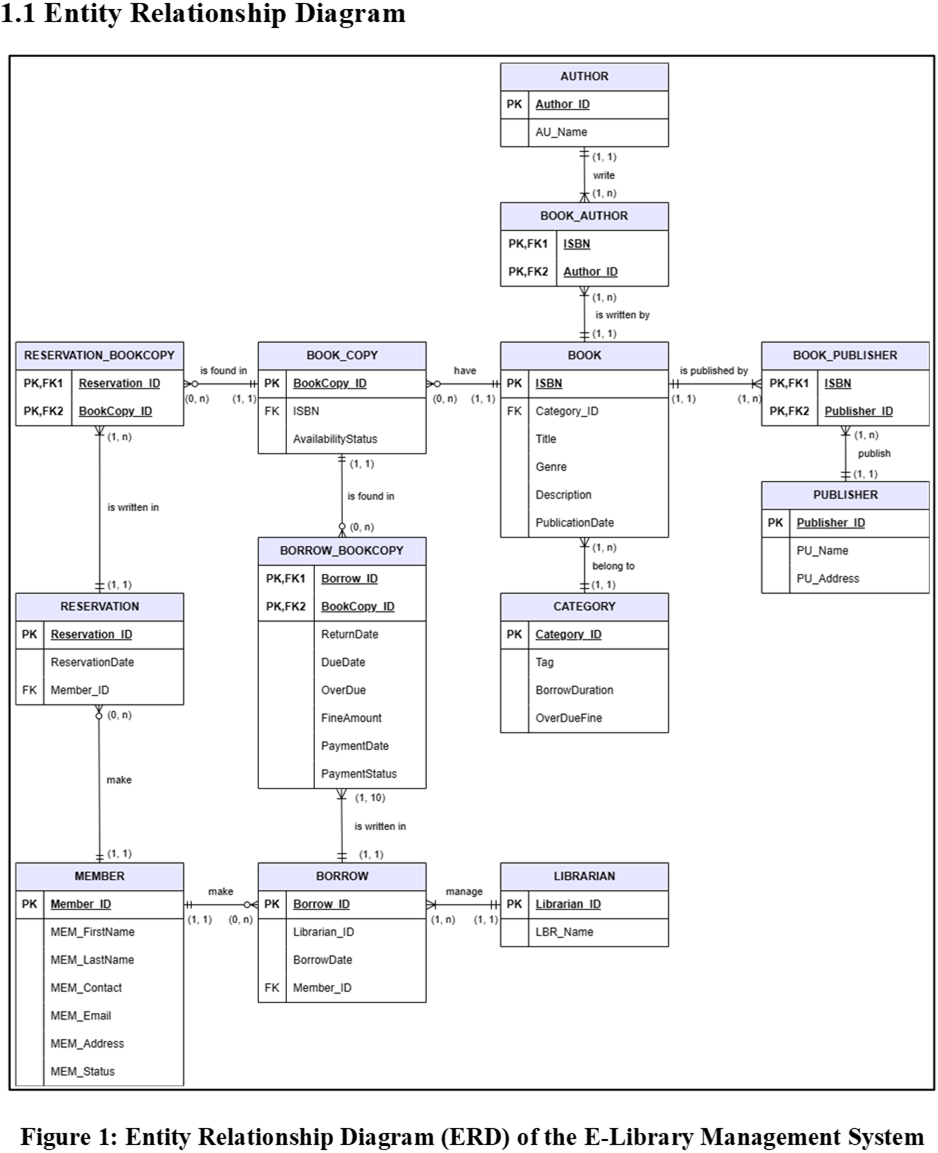 1.1 Entity Relationship Diagram
AUTHOR
PK Author_ID
AU_Name
(1, 1)
write
(1, n)
BOOK_AUTHOR
PK,FK1 ISBN
PK,FK2 Author_ID
(1, n)
is written by
(1, 1)
RESERVATION_BOOKCOPY
PK,FK1 Reservation_ID
PK,FK2 BookCopy_ID
is found in
(0, n) (1, 1)
BOOK_COPY
PK BookCopy_ID
FK ISBN
AvailabilityStatus
have
(0, n) (1, 1)
BOOK
PK ISBN
FK Category_ID
Title
Genre
Description
PublicationDate
is published by
(1, 1) (1, n)
BOOK_PUBLISHER
PK,FK1 ISBN
PK,FK2 Publisher_ID
(1, n)
publish
(1, 1)
PUBLISHER
PK Publisher_ID
PU_Name
PU_Address
(1, n)
is written in
(1, 1)
(1, 1)
is found in
(0, n)
BORROW_BOOKCOPY
PK,FK1 Borrow_ID
PK,FK2 BookCopy_ID
ReturnDate
DueDate
OverDue
FineAmount
PaymentDate
PaymentStatus
(1, n)
belong to
(1, 1)
CATEGORY
PK Category_ID
Tag
BorrowDuration
OverDueFine
RESERVATION
PK Reservation_ID
ReservationDate
FK Member_ID
(0, n)
make
(1, 1)
(1, 10)
is written in
(1, 1)
MEMBER
PK Member_ID
MEM_FirstName
MEM_LastName
MEM_Contact
MEM_Email
MEM_Address
MEM_Status
make
(1, 1) (0, n)
BORROW
PK Borrow_ID
Librarian_ID
BorrowDate
FK Member_ID
manage
(1, n) (1, 1)
LIBRARIAN
PK Librarian_ID
LBR_Name
Figure 1: Entity Relationship Diagram (ERD) of the E-Library Management System